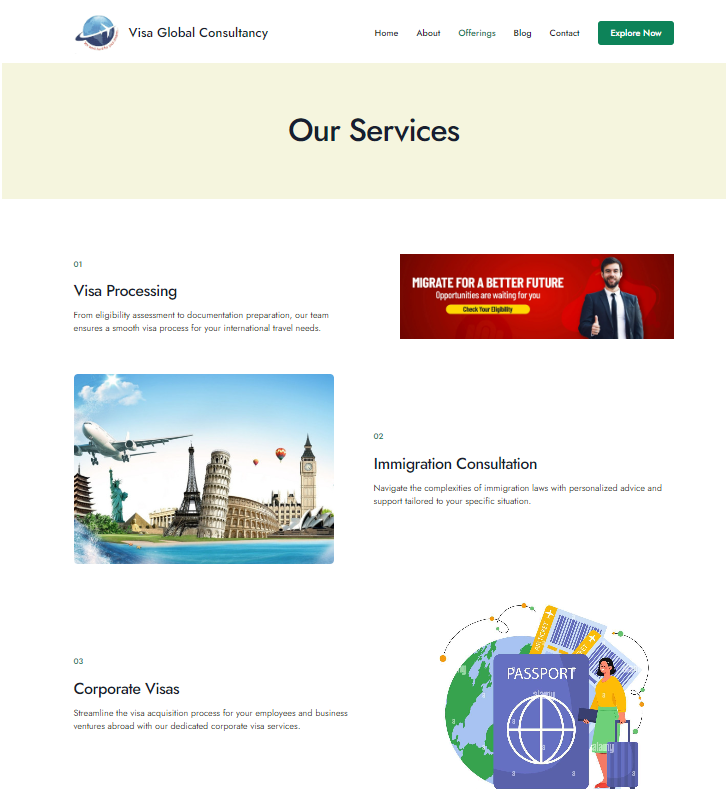 Visa Global Consultancy
Home About Offerings Blog Contact Explore Now
Our Services
01
Visa Processing
From eligibility assessment to documentation preparation, our team
ensures a smooth visa process for your international travel needs.
MIGRATE FOR A BETTER FUTURE
Opportunities are waiting for you
Check Your Eligibility
02
Immigration Consultation
Navigate the complexities of immigration laws with personalized advice and
support tailored to your specific situation.
03
Corporate Visas
Streamline the visa acquisition process for your employees and business
ventures abroad with our dedicated corporate visa services.
PASSPORT
alamy
alamy